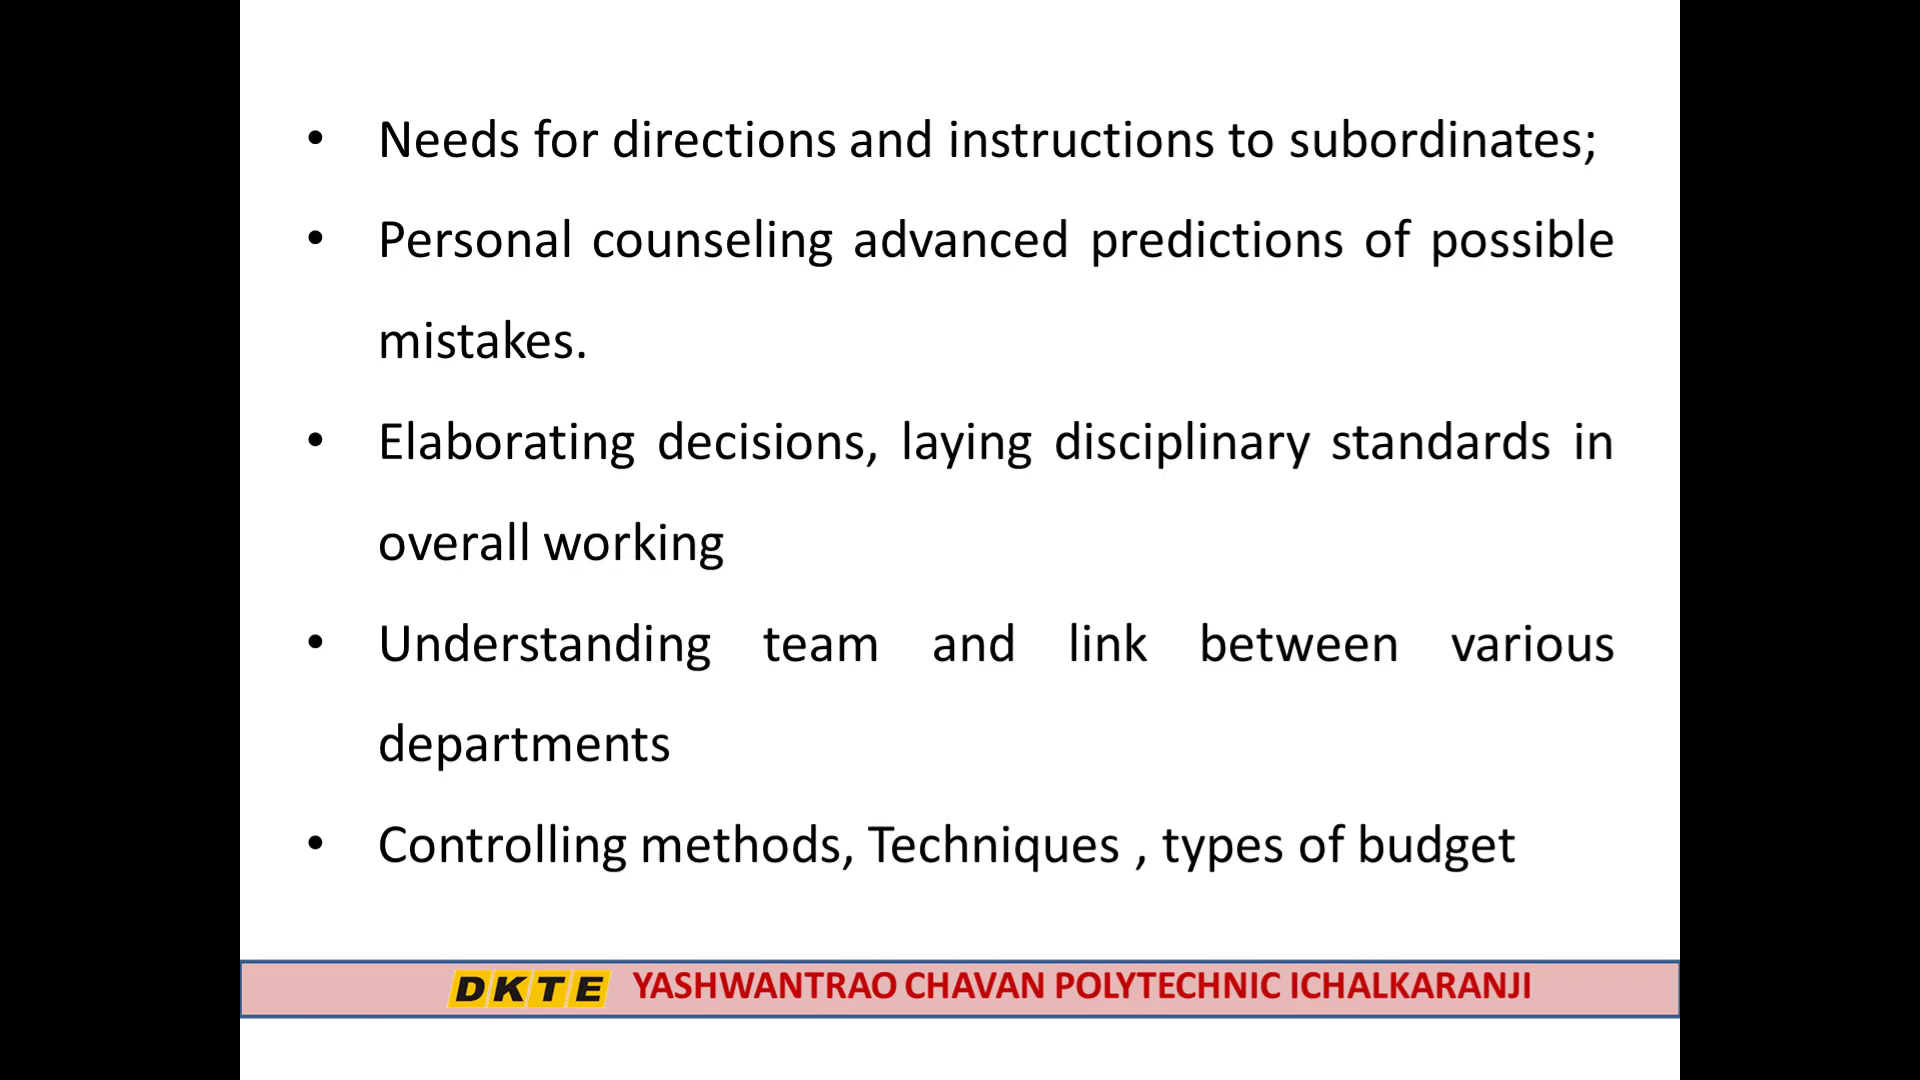 • Needs for directions and instructions to subordinates;
• Personal counseling advanced predictions of possible
mistakes.
• Elaborating decisions, laying disciplinary standards in
overall working
• Understanding team and link between various
departments
• Controlling methods, Techniques , types of budget
DKTE YASHWANTRAO CHAVAN POLYTECHNIC ICHALKARANJI